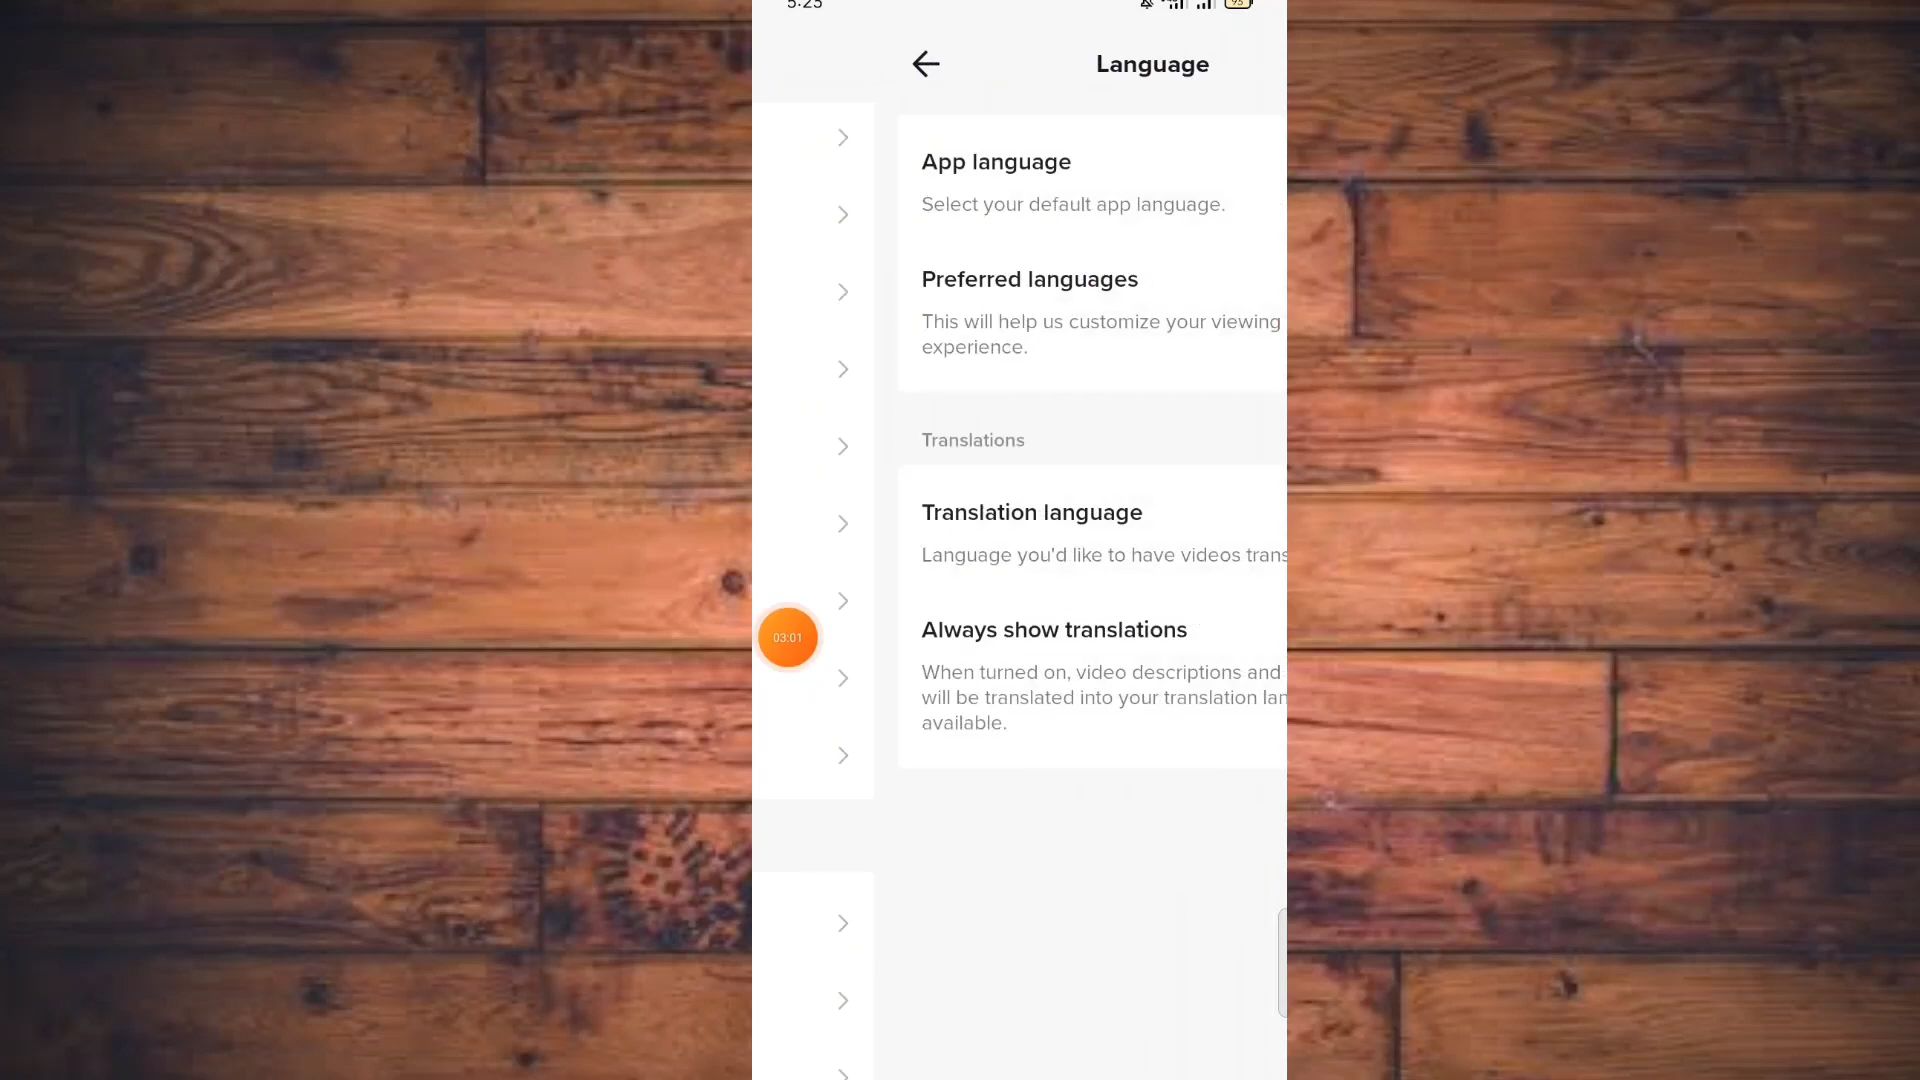 5:23
95
Language
App language
Select your default app language.
Preferred languages
This will help us customize your viewing
experience.
Translations
Translation language
Language you'd like to have videos trans
Always show translations
03:01
When turned on, video descriptions and
will be translated into your translation lan
available.